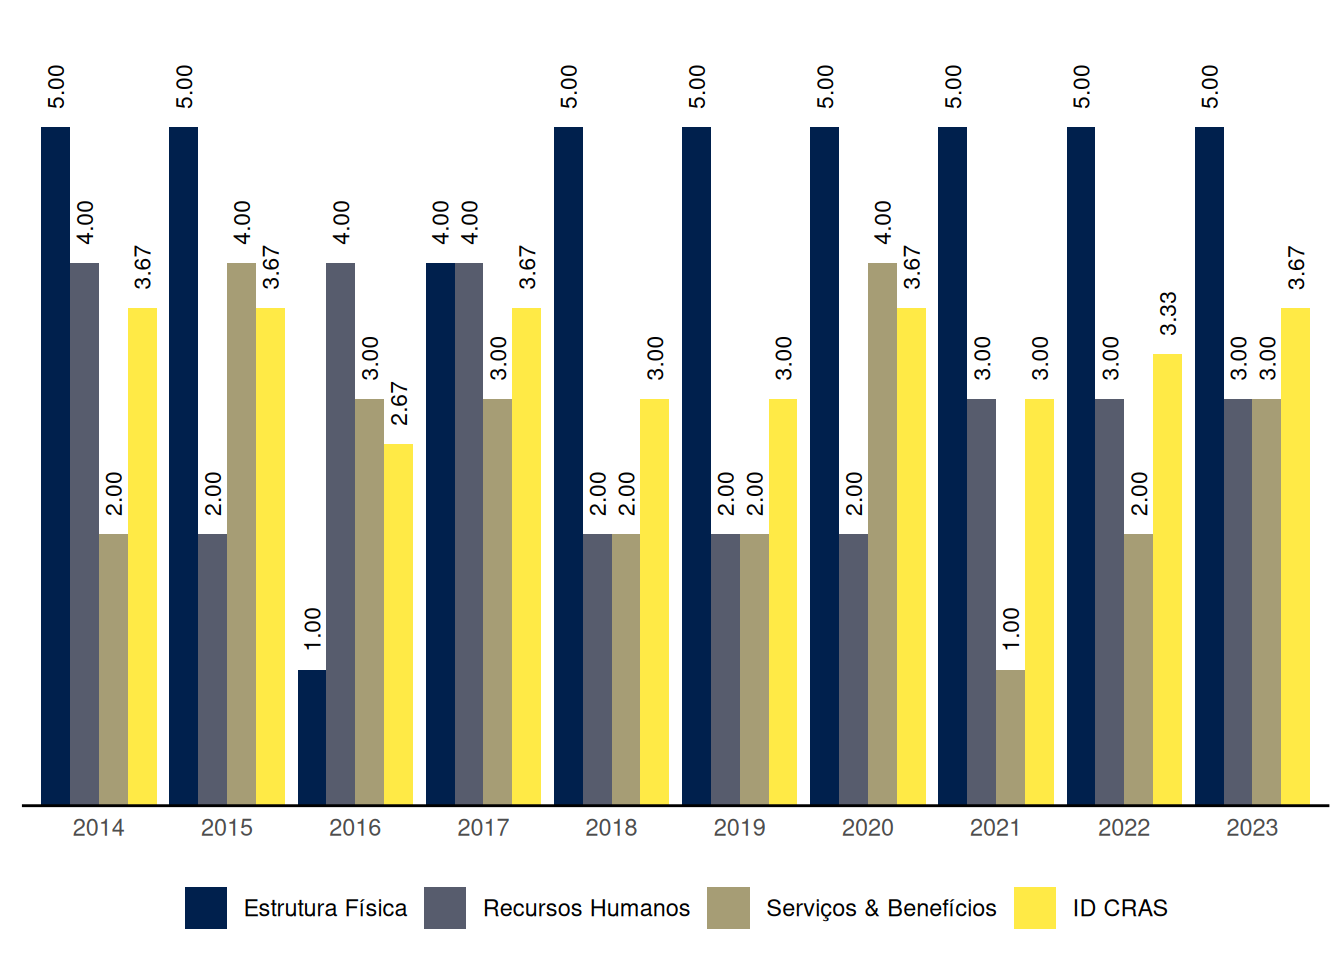 5.00 4.00 2.00 3.67 5.00 2.00 4.00 3.67 1.00 4.00 3.00 2.67 4.00 4.00 3.00 3.67 5.00 2.00 2.00 3.00 5.00 2.00 2.00 3.00 5.00 2.00 4.00 3.67 5.00 3.00 1.00 3.00 5.00 3.00 2.00 3.33 5.00 3.00 3.00 3.67
2014 2015 2016 2017 2018 2019 2020 2021 2022 2023
Estrutura Física Recursos Humanos Serviços & Benefícios ID CRAS